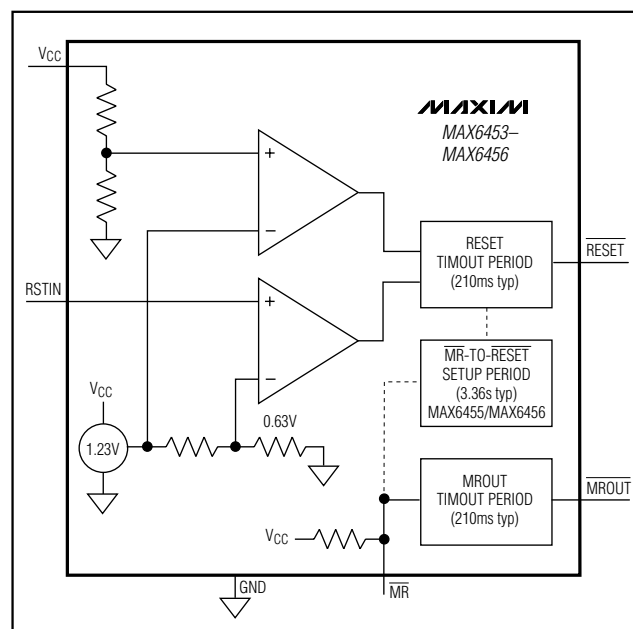 VCC
MAXIM
MAX6453–
MAX6456
+
−
RESET
TIMOUT PERIOD
(210ms typ)
RESET
RSTIN
+
−
MR-TO-RESET
SETUP PERIOD
(3.36s typ)
MAX6455/MAX6456
VCC
1.23V
0.63V
MROUT
TIMOUT PERIOD
(210ms typ)
MROUT
VCC
GND
MR